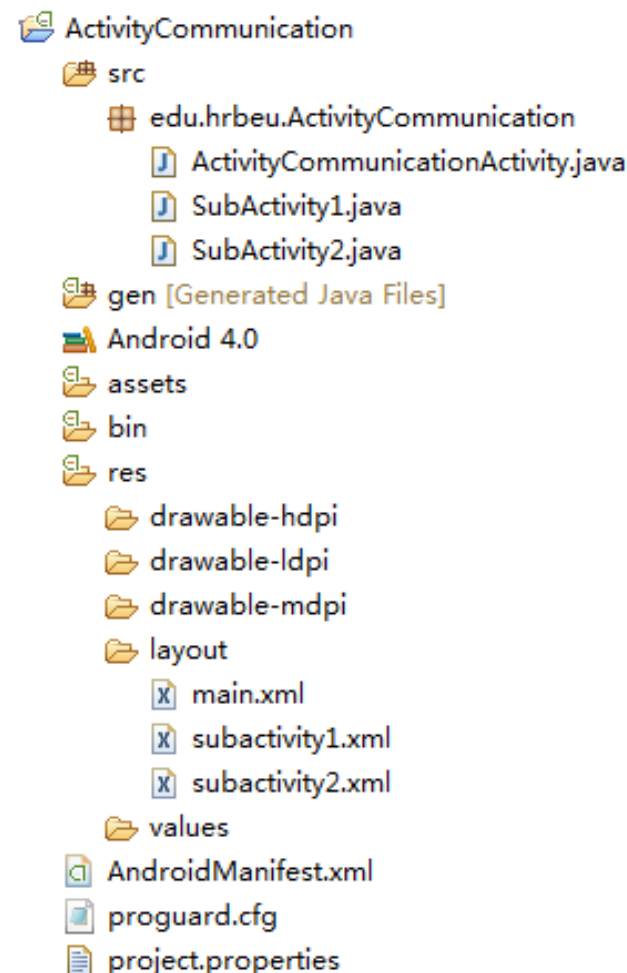 ActivityCommunication
src
edu.hrbeu.ActivityCommunication
ActivityCommunicationActivity.java
SubActivity1.java
SubActivity2.java
gen [Generated Java Files]
Android 4.0
assets
bin
res
drawable-hdpi
drawable-ldpi
drawable-mdpi
layout
main.xml
subactivity1.xml
subactivity2.xml
values
AndroidManifest.xml
proguard.cfg
project.properties